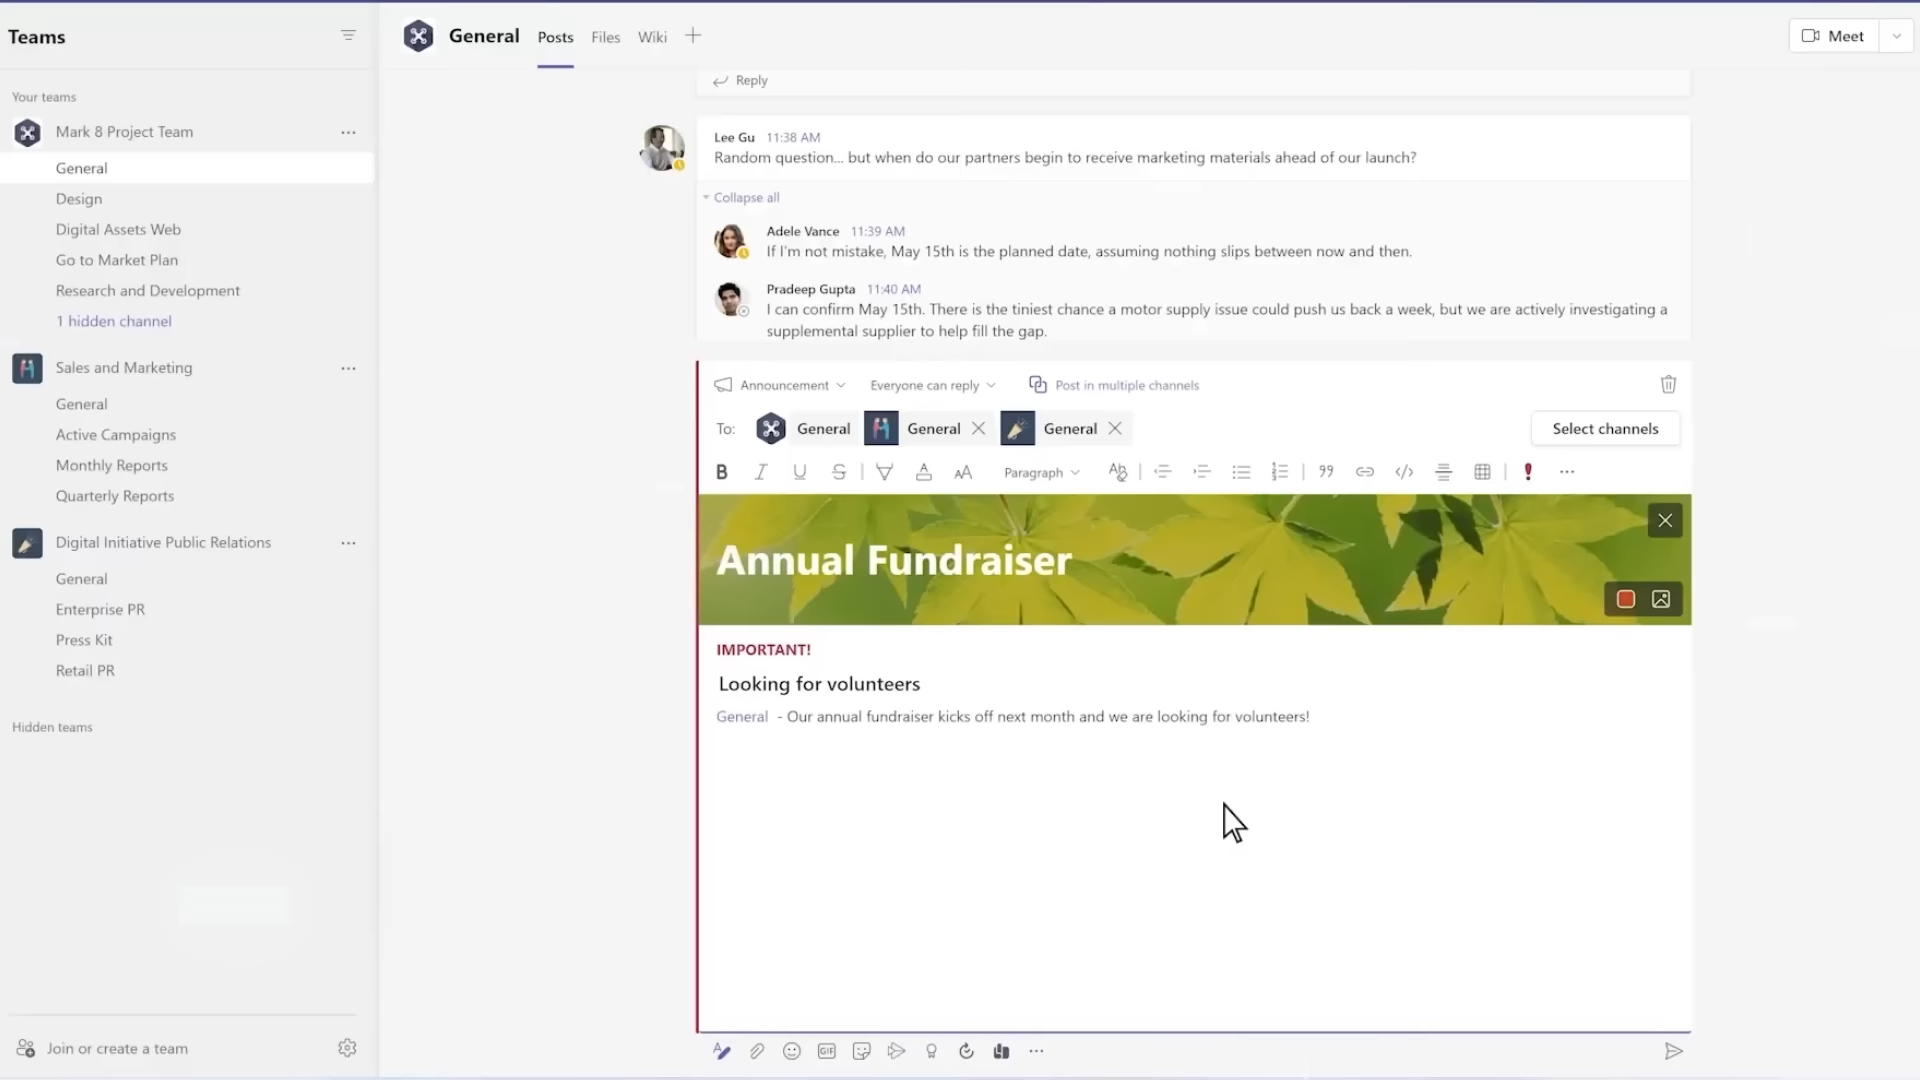 Teams
Your teams
Mark 8 Project Team
General
Design
Digital Assets Web
Go to Market Plan
Research and Development
1 hidden channel
Sales and Marketing
General
Active Campaigns
Monthly Reports
Quarterly Reports
Digital Initiative Public Relations
General
Enterprise PR
Press Kit
Retail PR
Hidden teams
Join or create a team
General Posts Files Wiki
Meet
Reply
Lee Gu 11:38 AM
Random question... but when do our partners begin to receive marketing materials ahead of our launch?
Collapse all
Adele Vance 11:39 AM
If I'm not mistake, May 15th is the planned date, assuming nothing slips between now and then.
Pradeep Gupta 11:40 AM
I can confirm May 15th. There is the tiniest chance a motor supply issue could push us back a week, but we are actively investigating a
supplemental supplier to help fill the gap.
Announcement Everyone can reply Post in multiple channels
To: General General General Select channels
B I U S A AA Paragraph Ab
Annual Fundraiser
IMPORTANT!
Looking for volunteers
General - Our annual fundraiser kicks off next month and we are looking for volunteers!
GIF